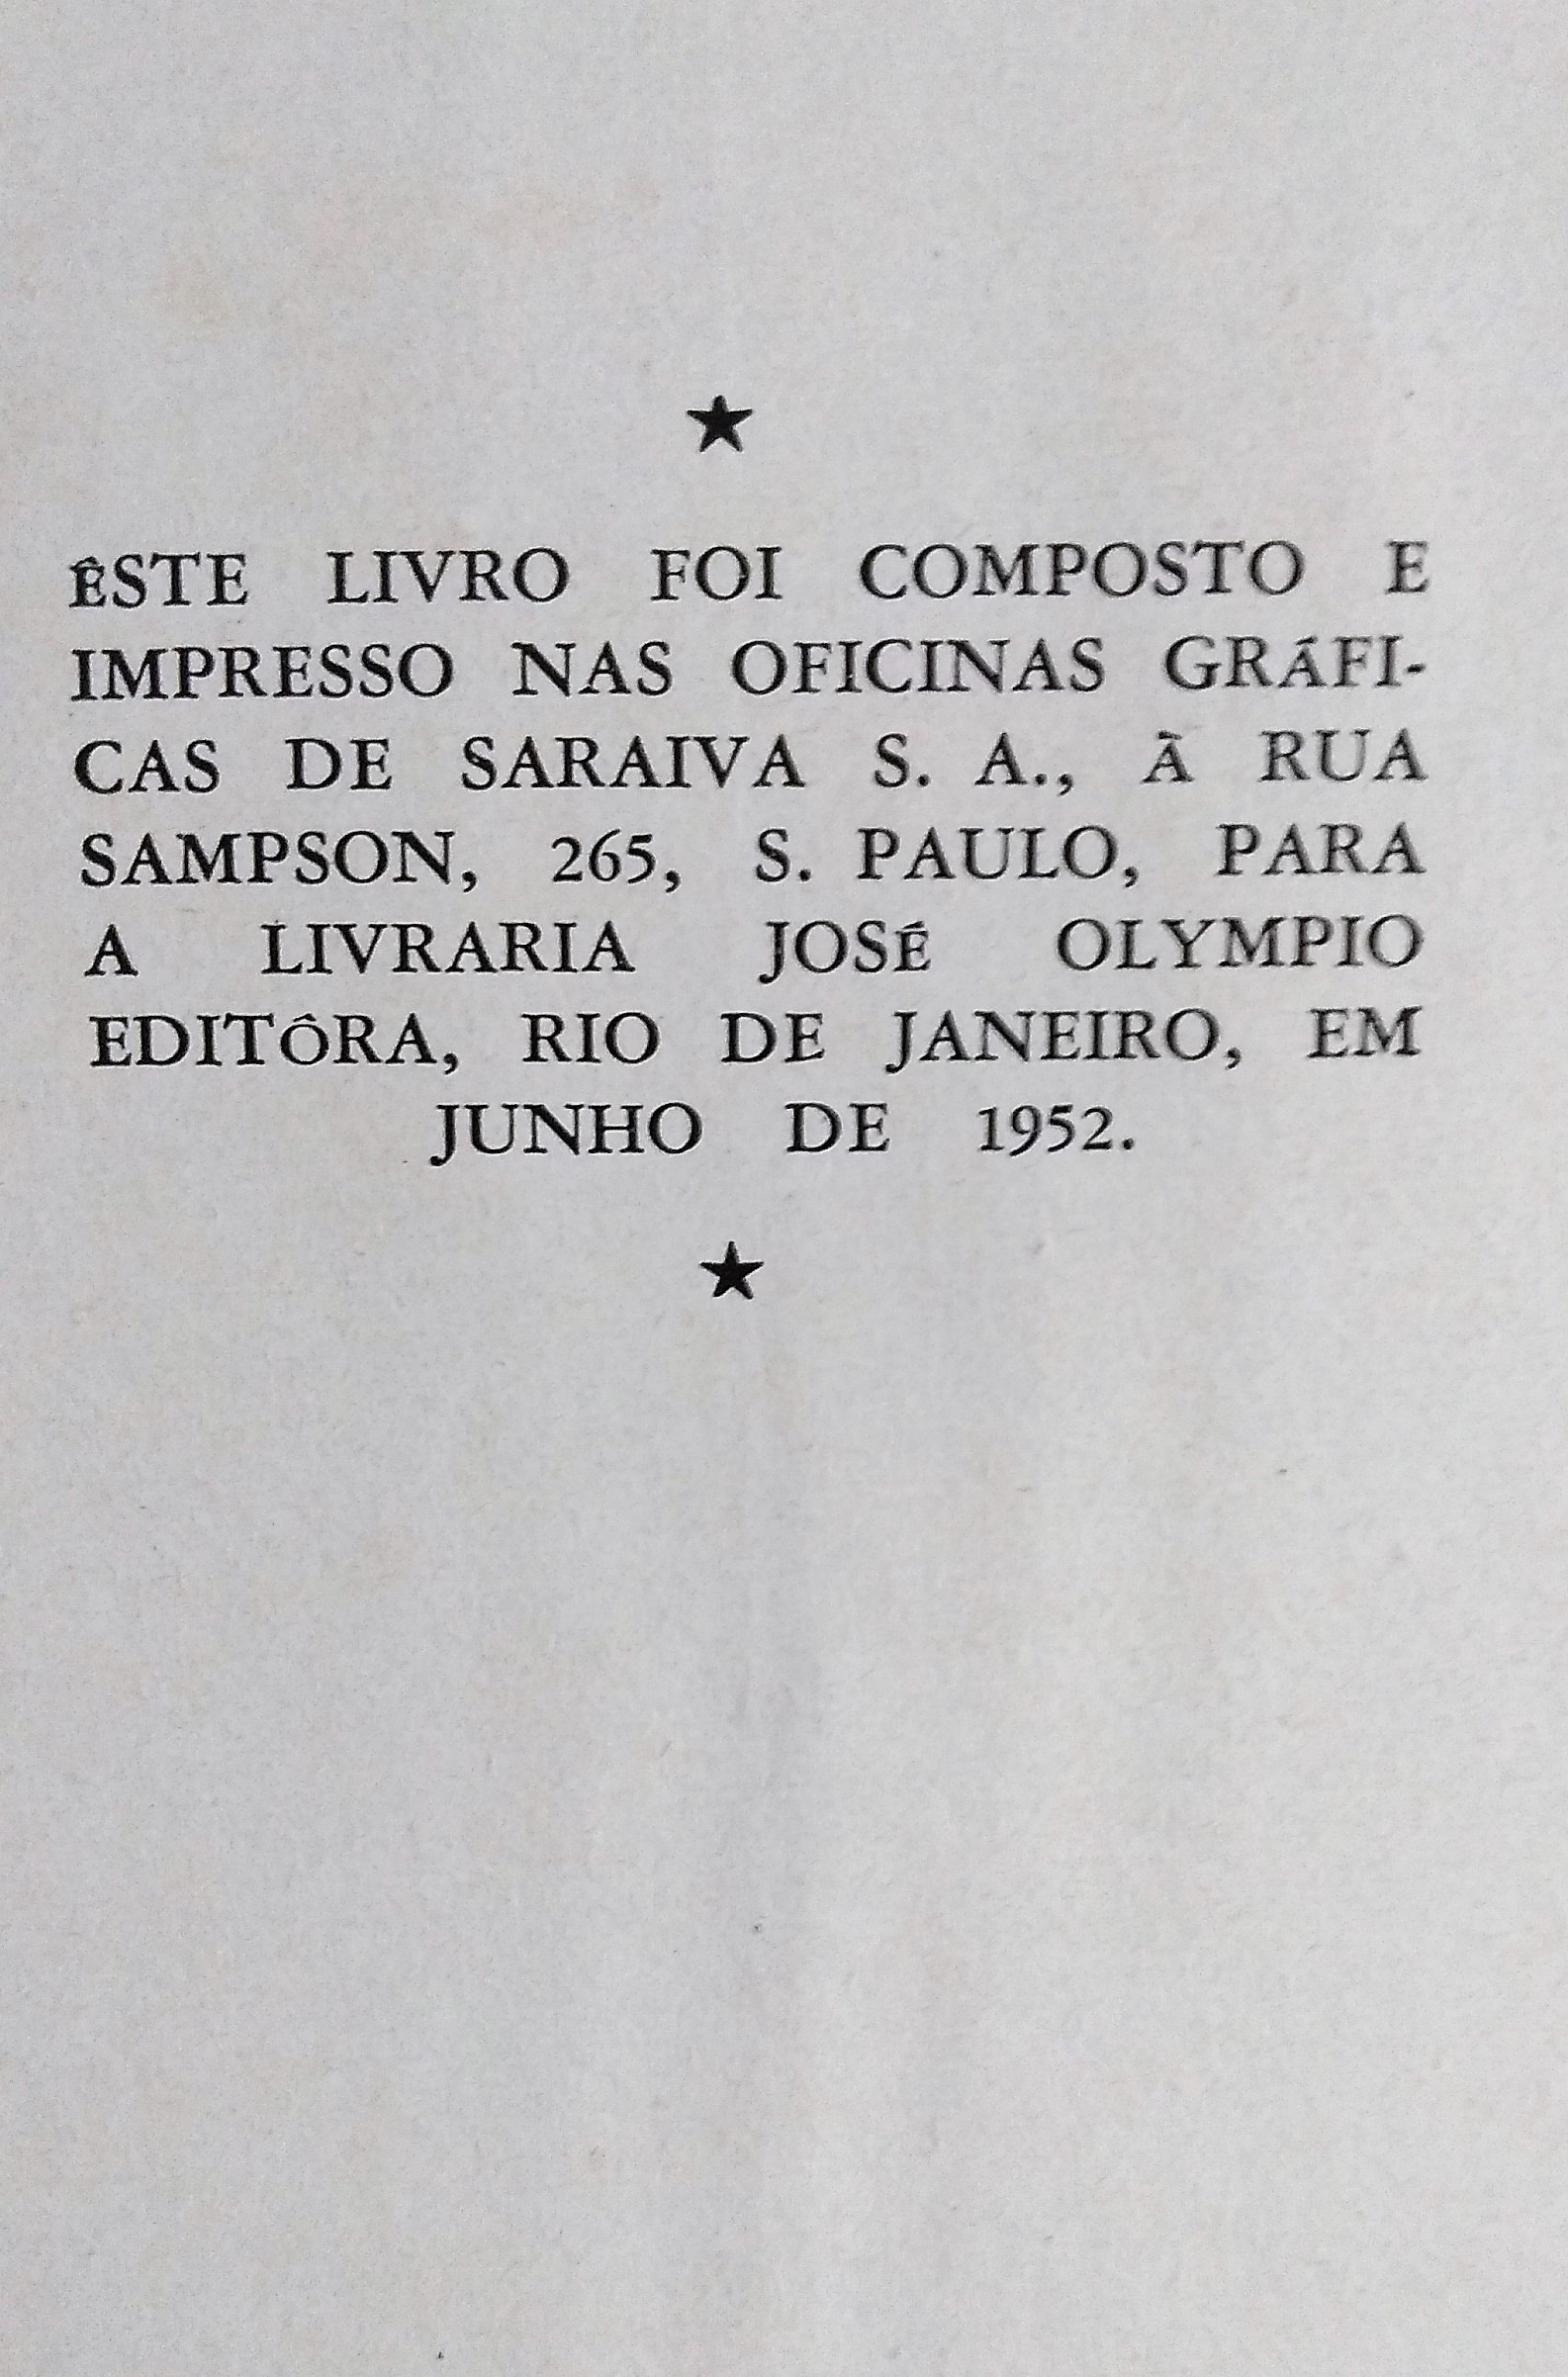 ★
ÊSTE LIVRO FOI COMPOSTO E
IMPRESSO NAS OFICINAS GRÁFI-
CAS DE SARAIVA S. A., À RUA
SAMPSON, 265, S. PAULO, PARA
A LIVRARIA JOSÉ OLYMPIO
EDITÔRA, RIO DE JANEIRO, EM
JUNHO DE 1952.
★